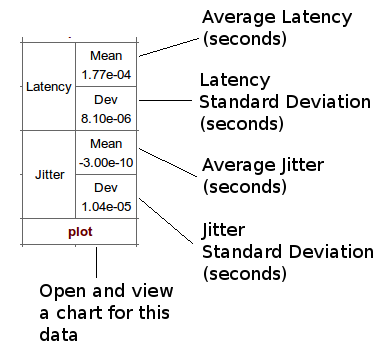 Average Latency
(seconds)
Mean
1.77e-04
Latency
Dev
8.10e-06
Latency
Standard Deviation
(seconds)
Mean
-3.00e-10
Jitter
Dev
1.04e-05
Average Jitter
(seconds)
plot
Jitter
Standard Deviation
(seconds)
Open and view
a chart for this
data